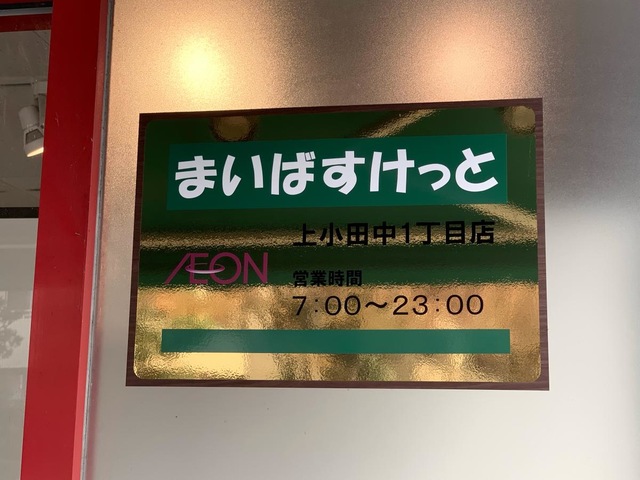 まいばすけっと
上小田中1丁目店
ÆON
営業時間
7:00～23:00